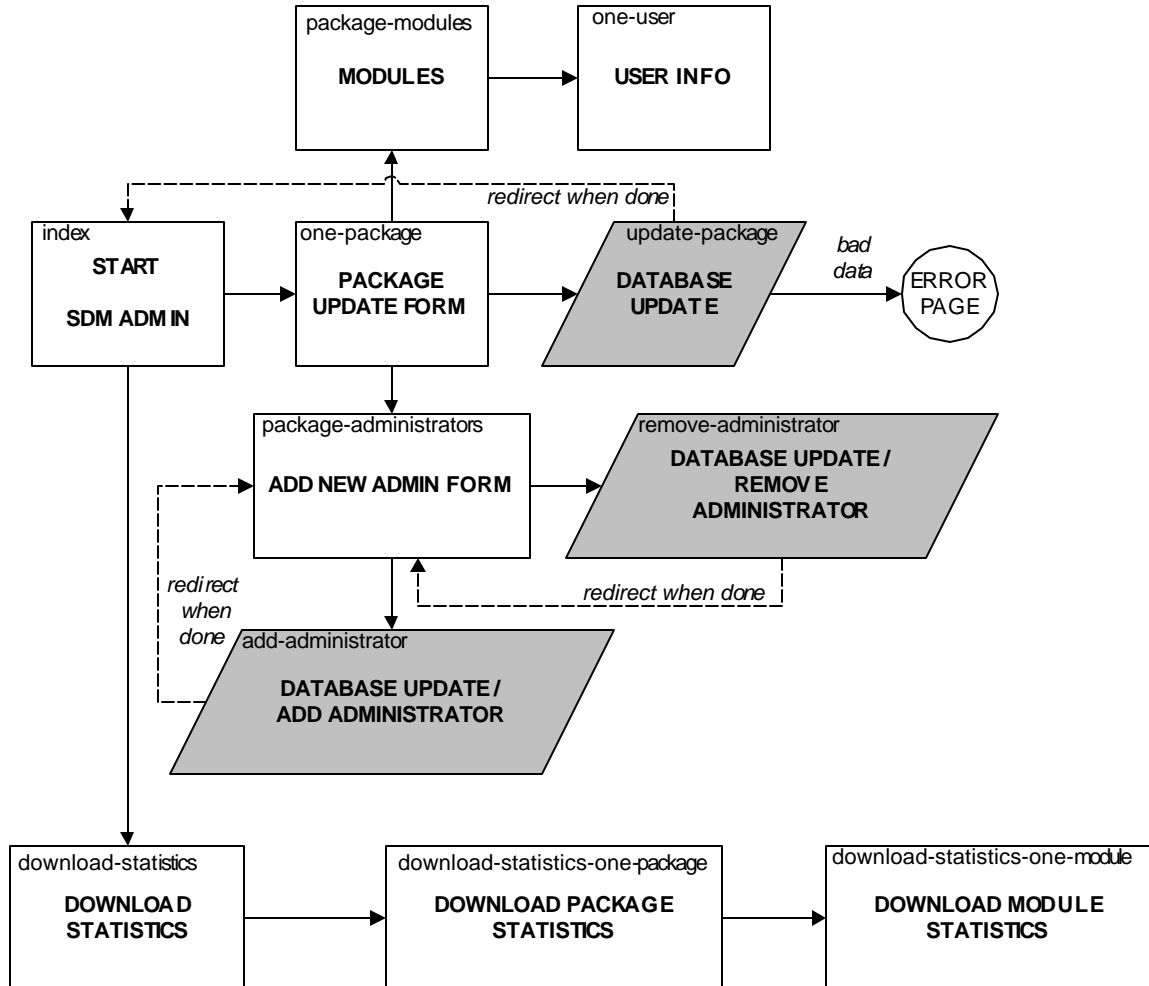 package-modules
MODULES
one-user
USER INFO
redirect when done
index
START
SDM ADMIN
one-package
PACKAGE
UPDATE FORM
update-package
DATABASE
UPDATE
bad
data
ERROR
PAGE
package-administrators
ADD NEW ADMIN FORM
remove-administrator
DATABASE UPDATE/
REMOVE
ADMINISTRATOR
redirect
when
done
redirect when done
add-administrator
DATABASE UPDATE/
ADD ADMINISTRATOR
download-statistics
DOWNLOAD
STATISTICS
download-statistics-one-package
DOWNLOAD PACKAGE
STATISTICS
download-statistics-one-module
DOWNLOAD MODULE
STATISTICS